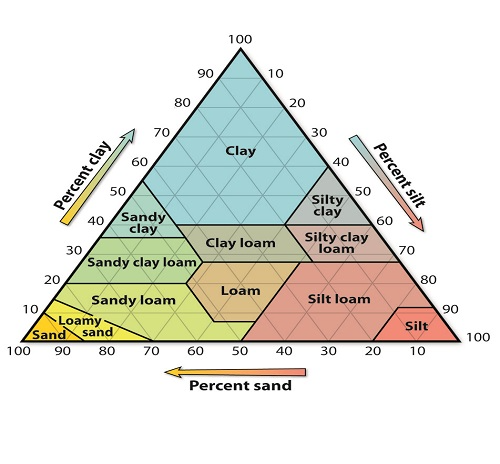 100
90
10
80
20
70
30
Clay
60
40
Percent clay
Percent silt
50
50
Silty
clay
Sandy
clay
40
60
Clay loam
Silty clay
loam
30
70
Sandy clay loam
20
80
Loam
Sandy loam
Silt loam
10
90
Loamy
sand
Sand
Silt
100
90
80
70
60
50
40
30
20
10
100
Percent sand